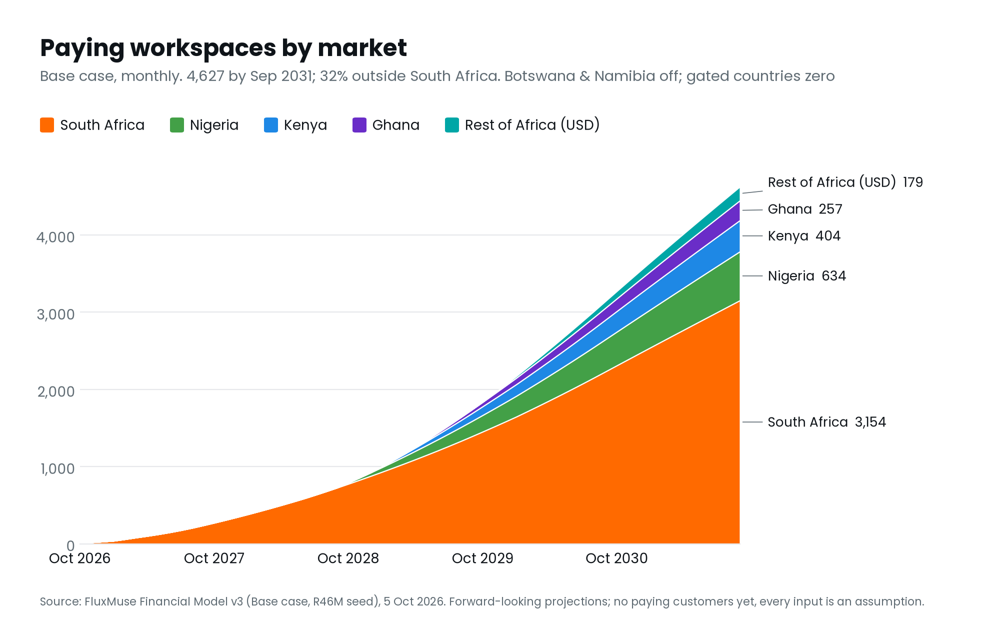 Paying workspaces by market
Base case, monthly. 4,627 by Sep 2031; 32% outside South Africa. Botswana & Namibia off; gated countries zero
South Africa
Nigeria
Kenya
Ghana
Rest of Africa (USD)
Rest of Africa (USD) 179
Ghana 257
4,000
Kenya 404
Nigeria 634
3,000
2,000
South Africa 3,154
1,000
0
Oct 2026
Oct 2027
Oct 2028
Oct 2029
Oct 2030
Source: FluxMuse Financial Model v3 (Base case, R46M seed), 5 Oct 2026. Forward-looking projections; no paying customers yet, every input is an assumption.